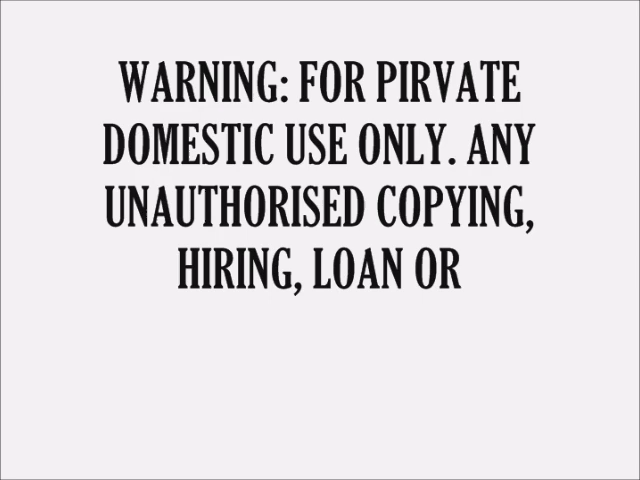 WARNING: FOR PIRVATE
DOMESTIC USE ONLY. ANY
UNAUTHORISED COPYING,
HIRING, LOAN OR